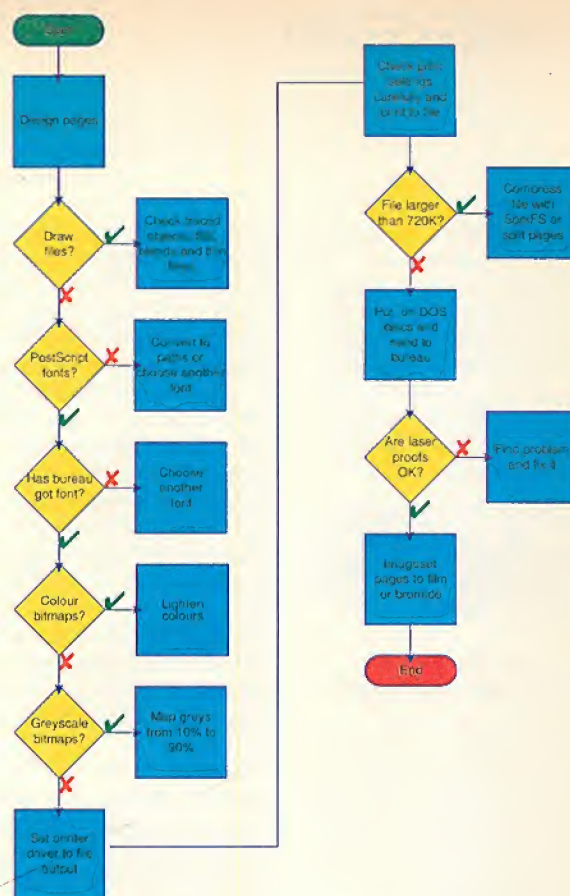 Start
Design pages
Draw
files?
Check traced
objects, flat
blends and thin
lines
PostScript
fonts?
Convert to
paths or
choose another
font
Has bureau
got font?
Choose
another
font
Colour
bitmaps?
Lighten
colours
Greyscale
bitmaps?
Map greys
from 10% to
90%
Set printer
driver to file
output
Check print
settings
carefully and
print to file
File larger
than 720K?
Compress
file with
SparkFS or
split pages
Put on DOS
discs and
send to
bureau
Are laser
proofs
OK?
Find problem
and fix it
Imageset
pages to film
or bromide
End